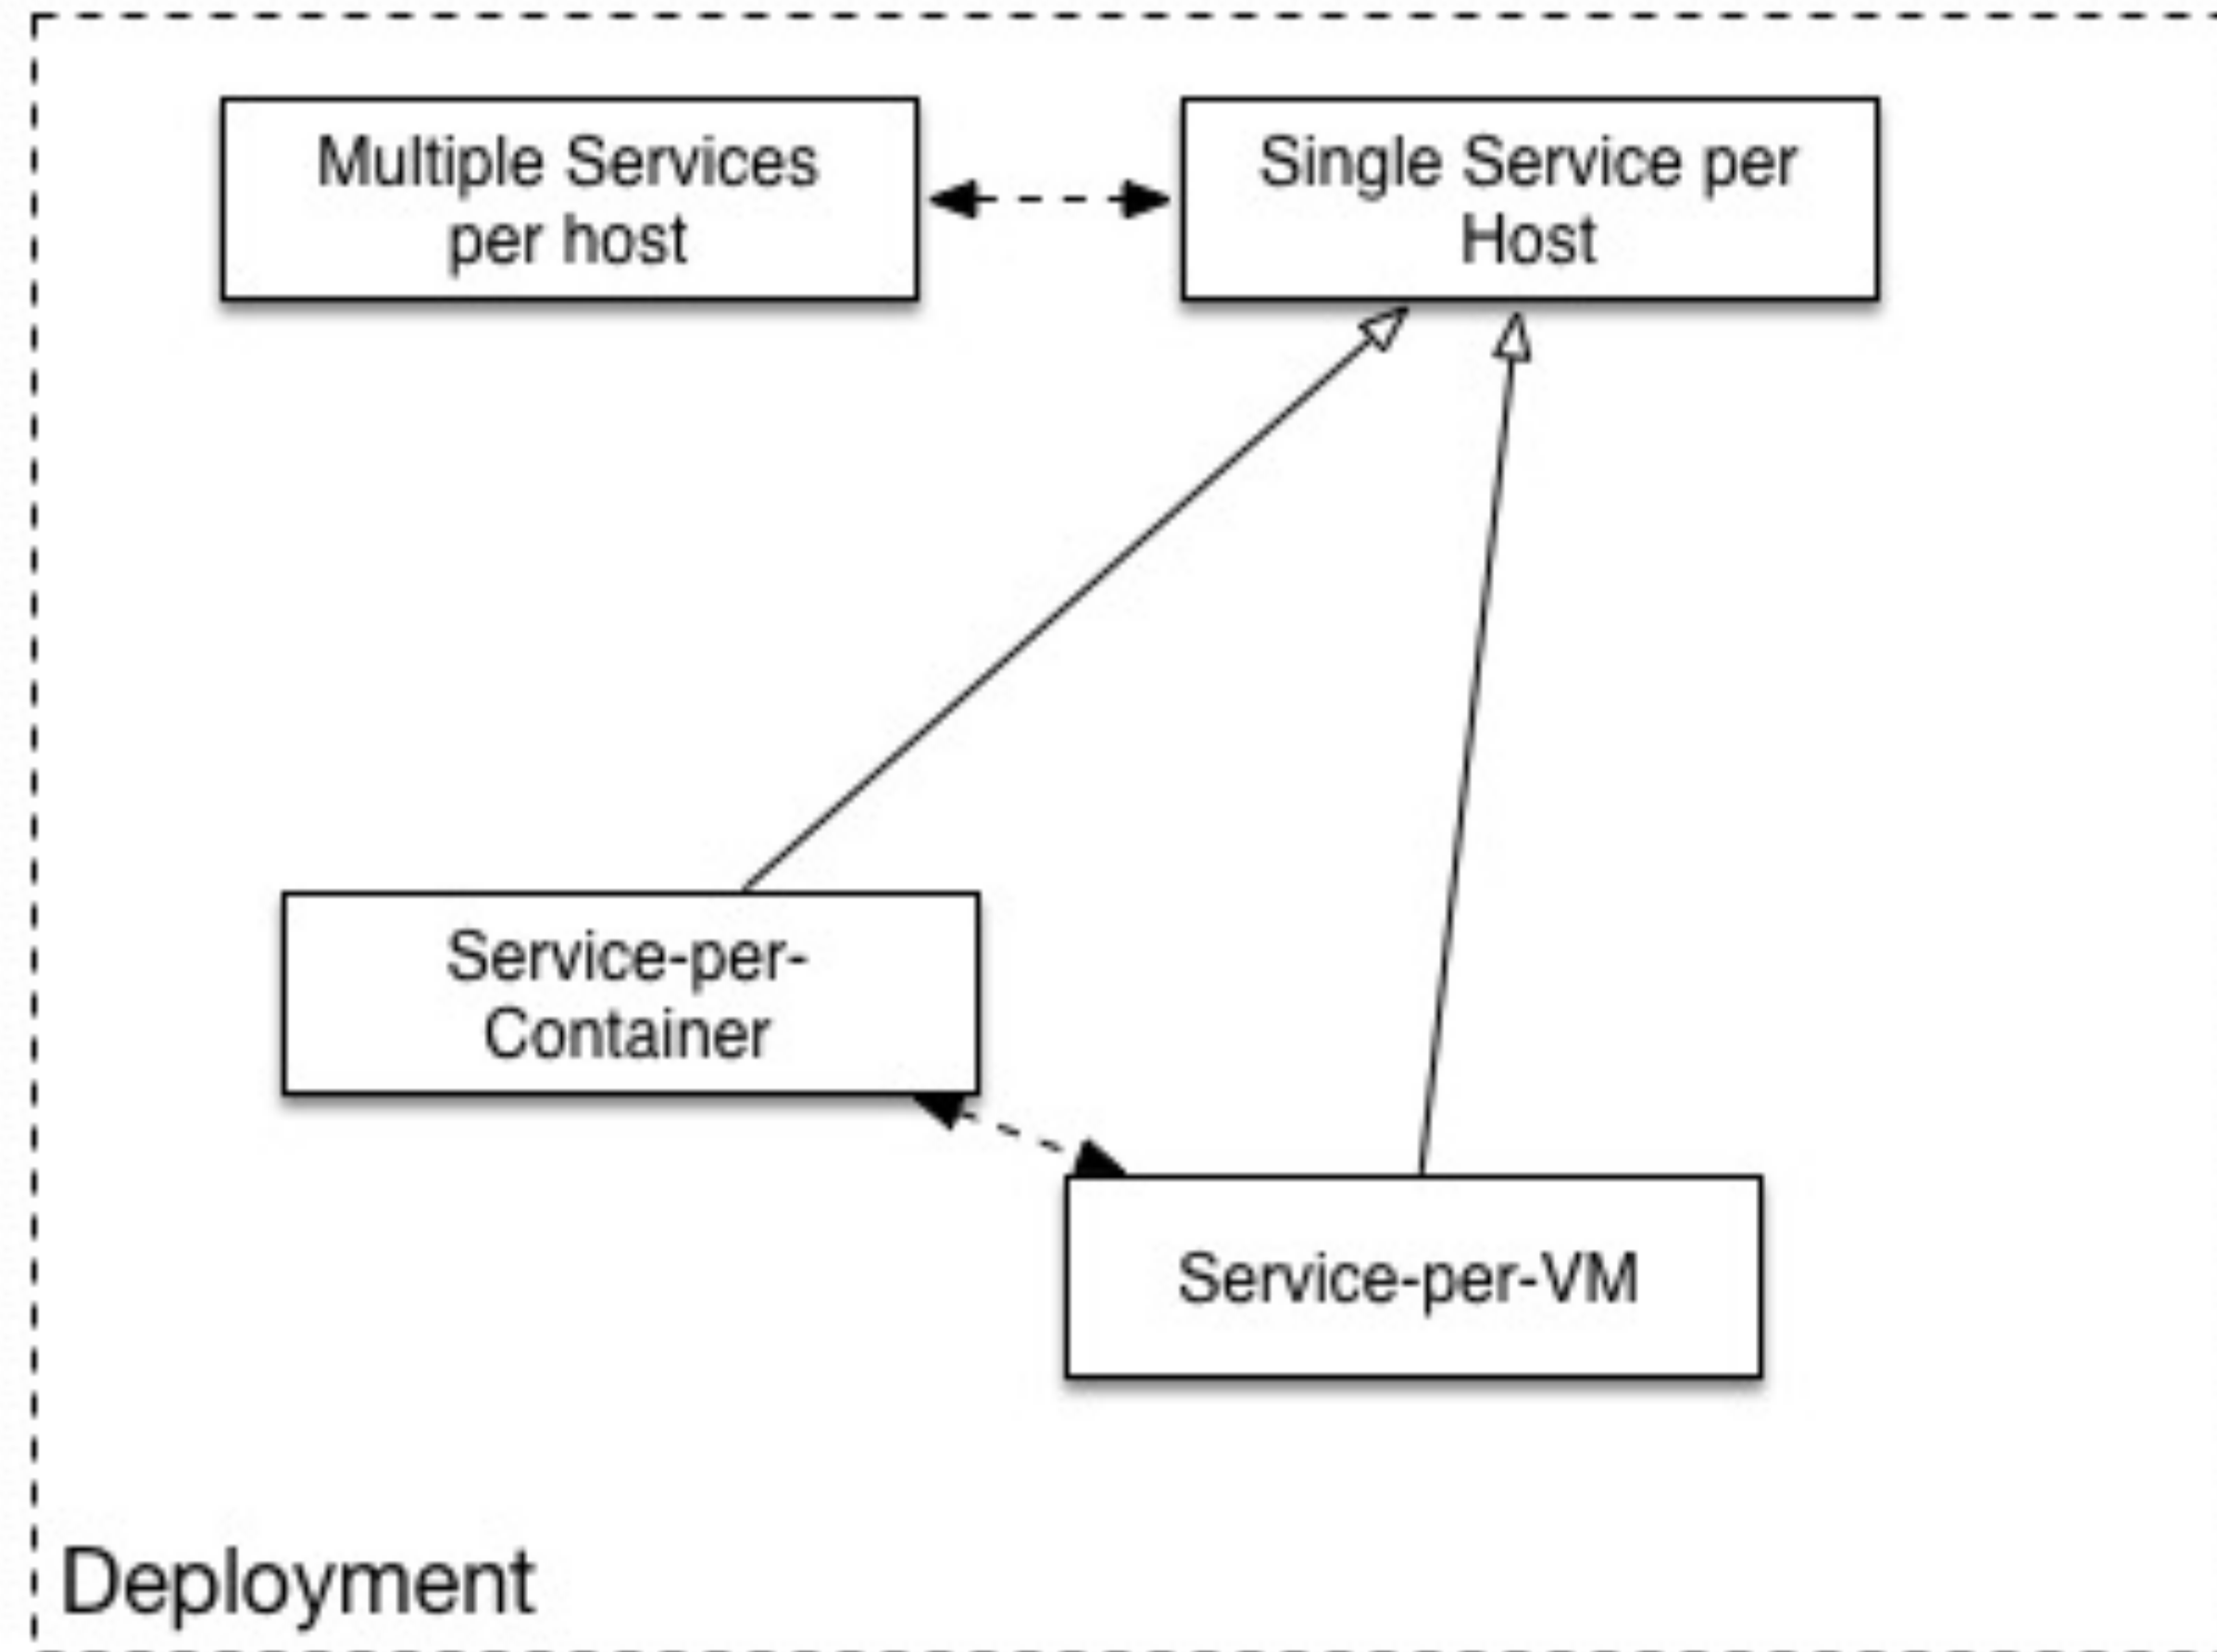 Multiple Services
per host
Single Service per
Host
Service-per-
Container
Service-per-VM
Deployment